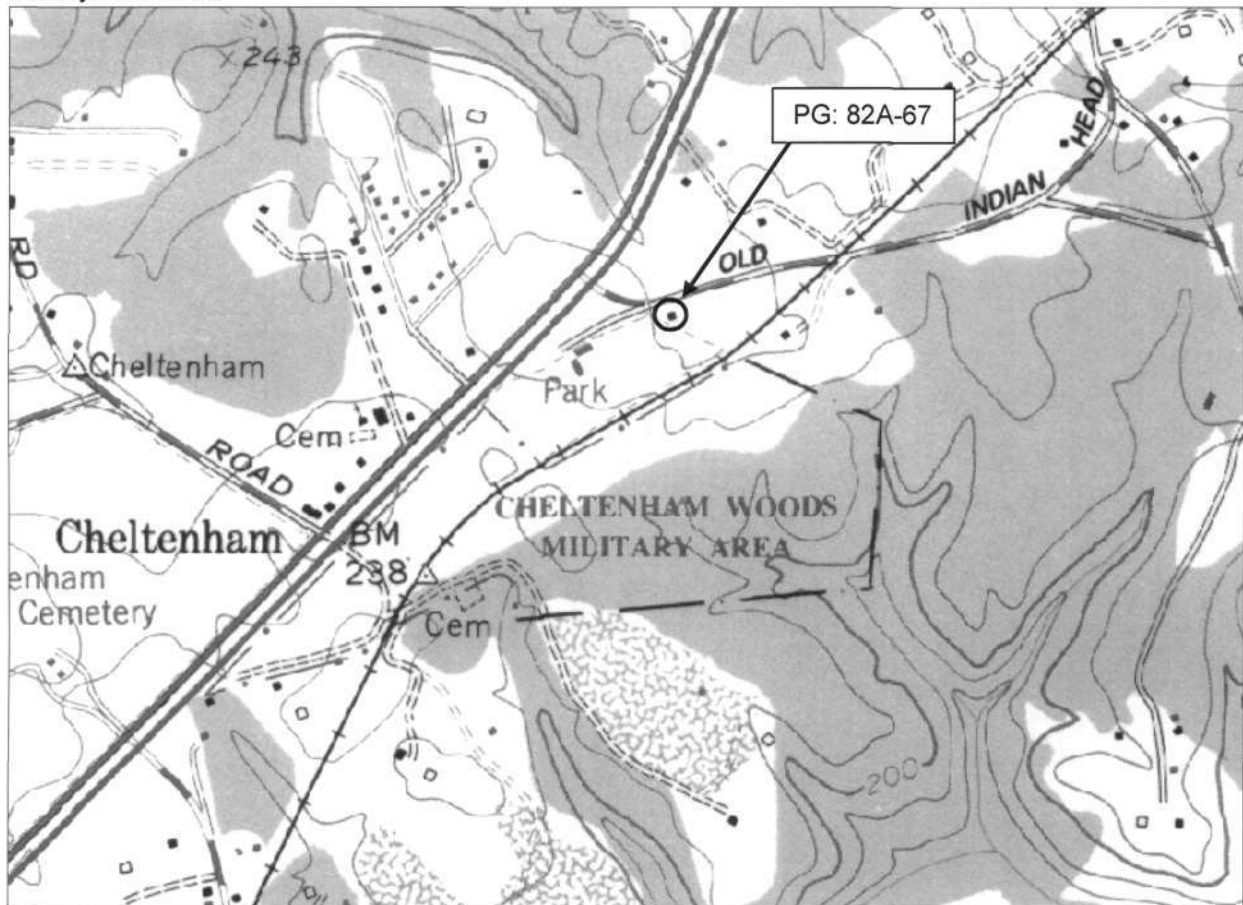 243
PG: 82A-67
HEAD
INDIAN
OLD
RD
Cheltenham
Park
Cem
ROAD
CHELTENHAM WOODS
MILITARY AREA
Cheltenham
BM
238
enham
Cemetery
Cem
200